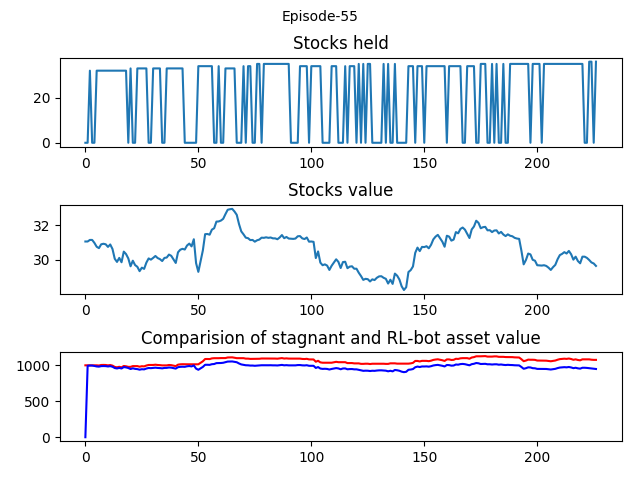 Episode-55
Stocks held
20
0
0 50 100 150 200
Stocks value
32
30
0 50 100 150 200
Comparision of stagnant and RL-bot asset value
1000
500
0
0 50 100 150 200